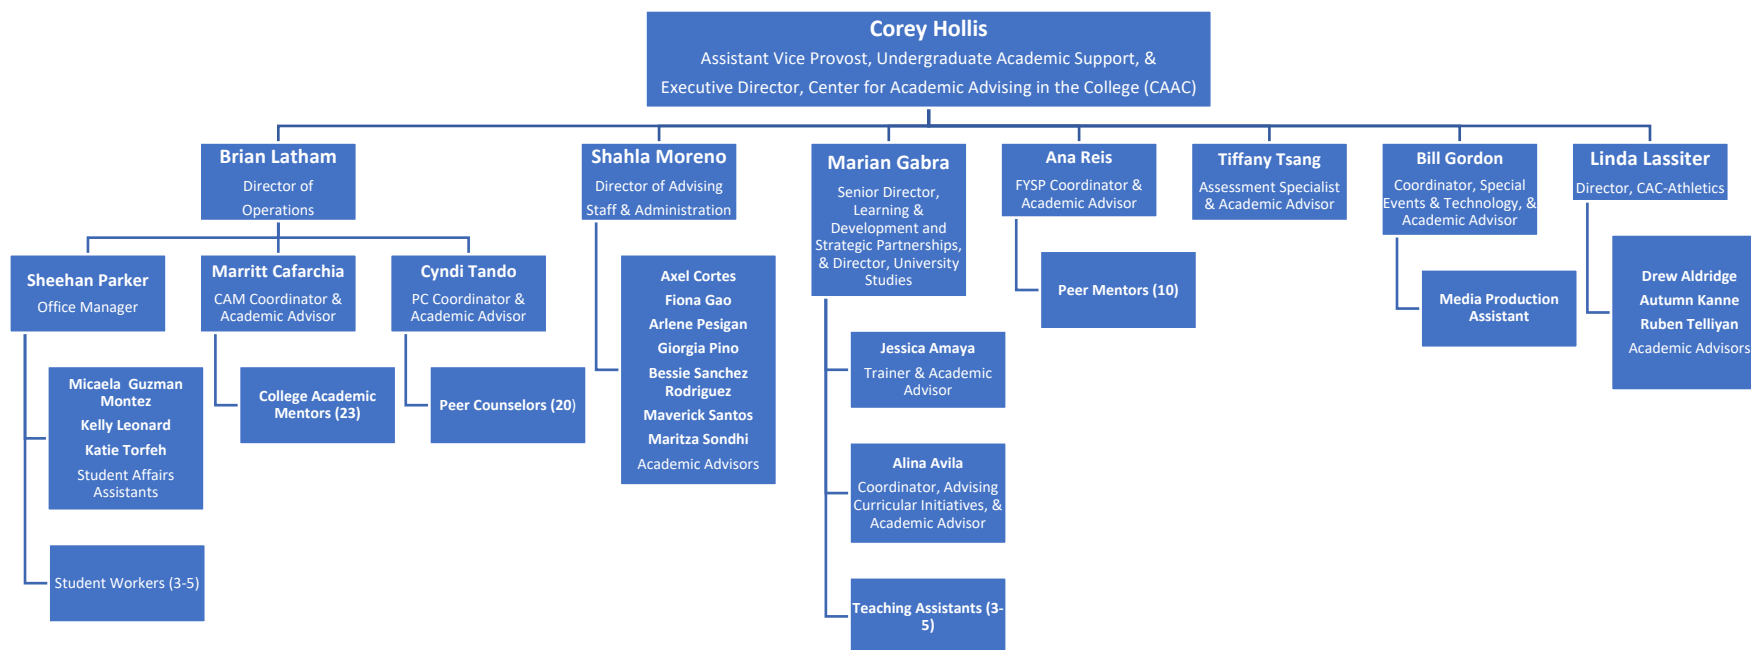 Corey Hollis
Assistant Vice Provost, Undergraduate Academic Support, &
Executive Director, Center for Academic Advising in the College (CAAC)
Brian Latham
Director of
Operations
Shahla Moreno
Director of Advising
Staff & Administration
Marian Gabra
Senior Director,
Learning &
Development and
Strategic Partnerships,
& Director, University
Studies
Ana Reis
FYSP Coordinator &
Academic Advisor
Tiffany Tsang
Assessment Specialist
& Academic Advisor
Bill Gordon
Coordinator, Special
Events & Technology, &
Academic Advisor
Linda Lassiter
Director, CAC-Athletics
Sheehan Parker
Office Manager
Marritt Cafarchia
CAM Coordinator &
Academic Advisor
Cyndi Tando
PC Coordinator &
Academic Advisor
Micaela  Guzman
Montez
Kelly Leonard
Katie Torfeh
Student Affairs
Assistants
Student Workers (3-5)
College Academic
Mentors (23)
Peer Counselors (20)
Axel Cortes
Fiona Gao
Arlene Pesigan
Giorgia Pino
Bessie Sanchez
Rodriguez
Maverick Santos
Maritza Sondhi
Academic Advisors
Jessica Amaya
Trainer & Academic
Advisor
Alina Avila
Coordinator, Advising
Curricular Initiatives, &
Academic Advisor
Teaching Assistants (3-
5)
Peer Mentors (10)
Media Production
Assistant
Drew Aldridge
Autumn Kanne
Ruben Telliyan
Academic Advisors